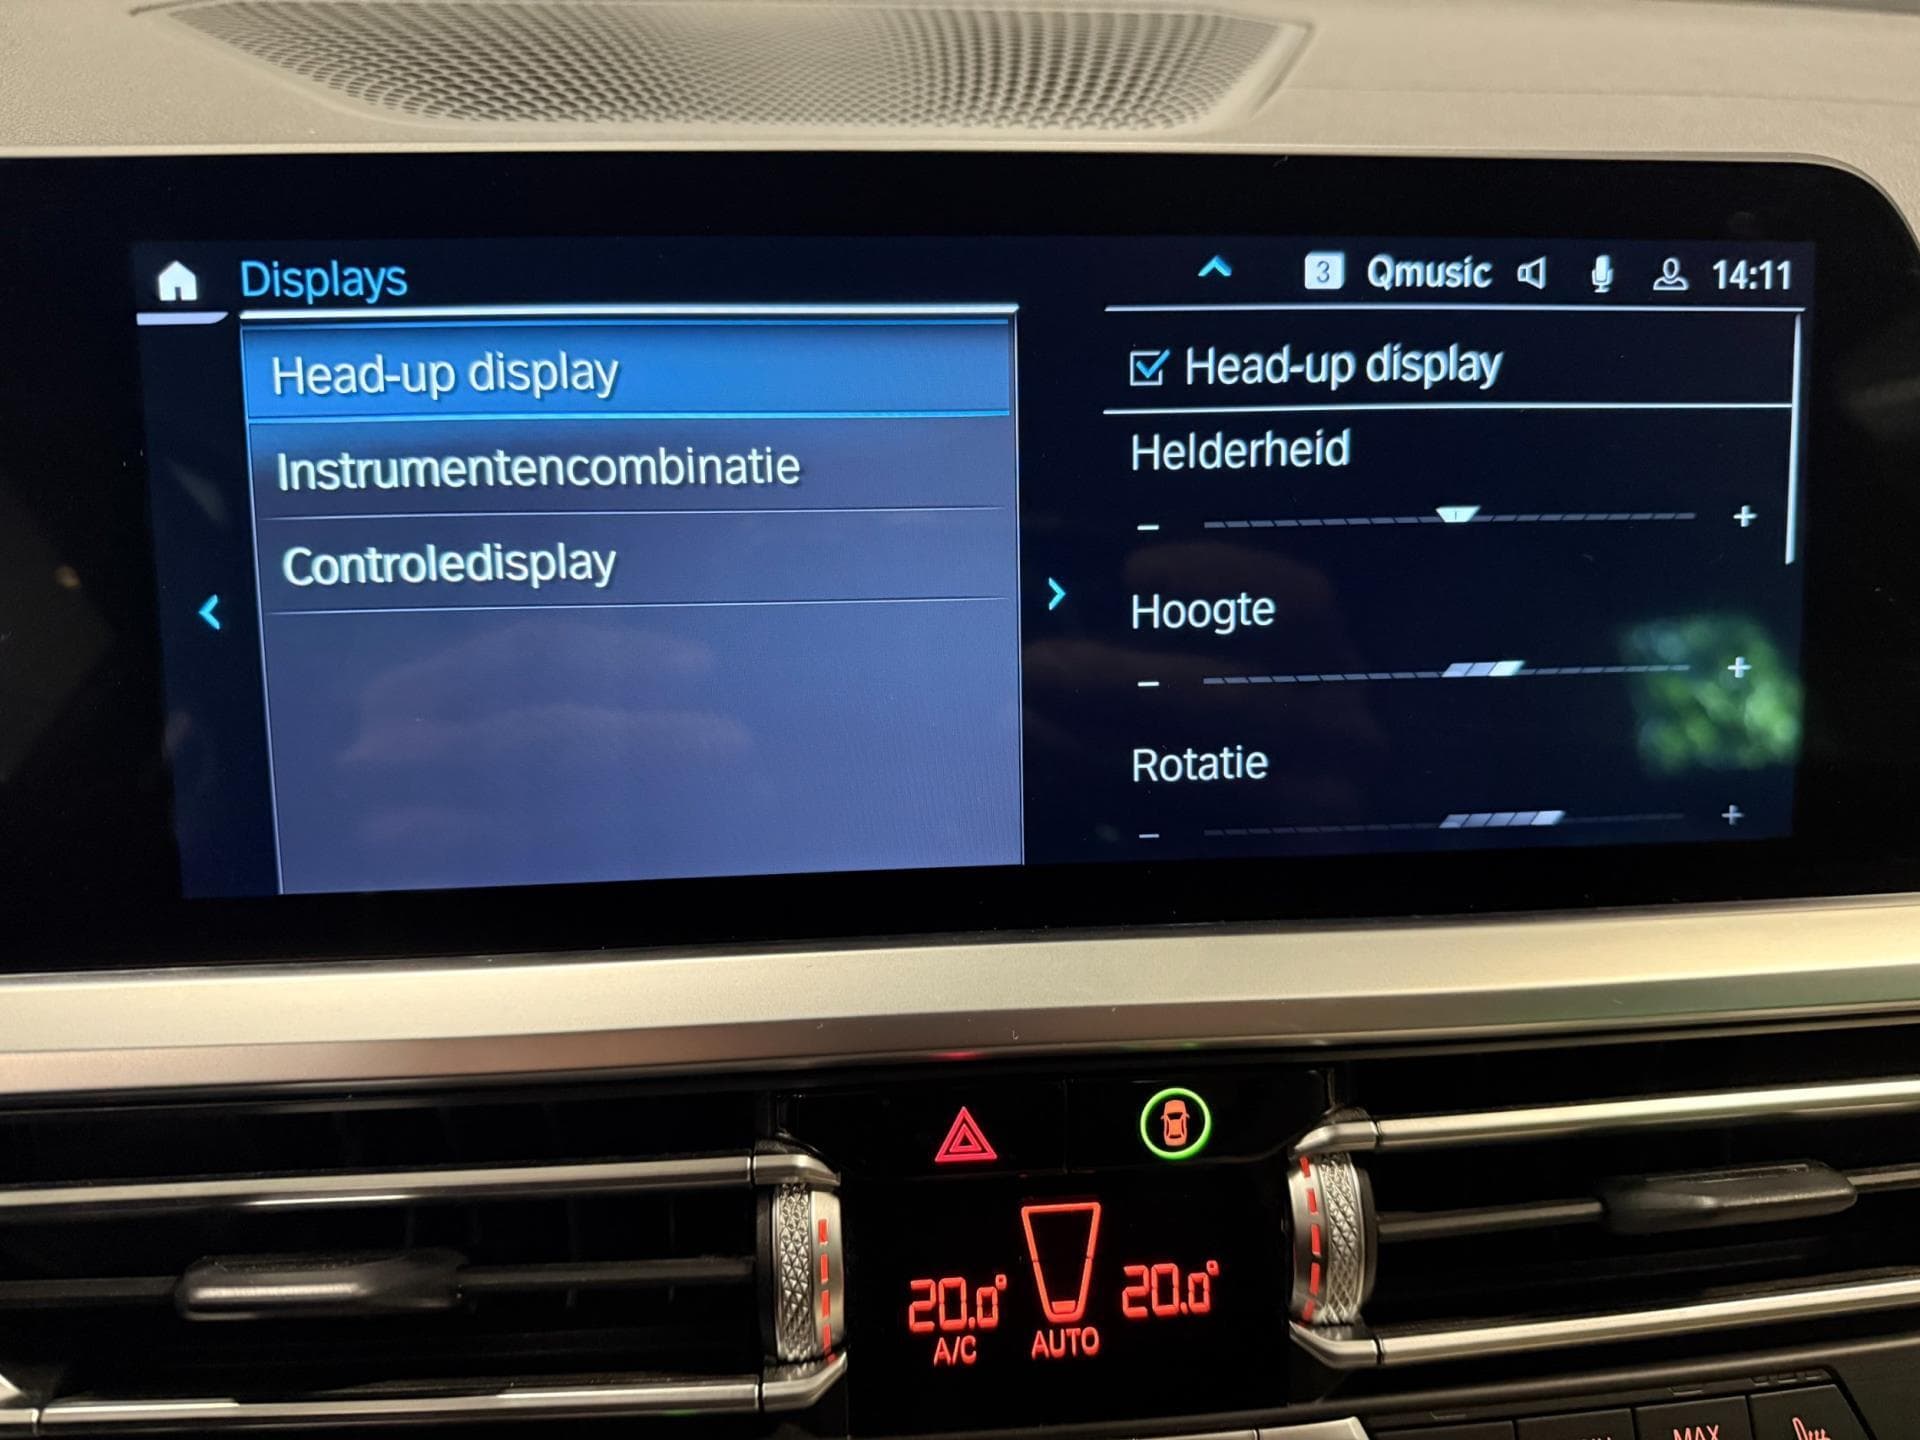 Displays
3 Qmusic 14:11
Head-up display
Instrumentencombinatie
Controledisplay
Head-up display
Helderheid
- +
Hoogte
- +
Rotatie
- +
20.0° 20.0°
A/C AUTO
MAX